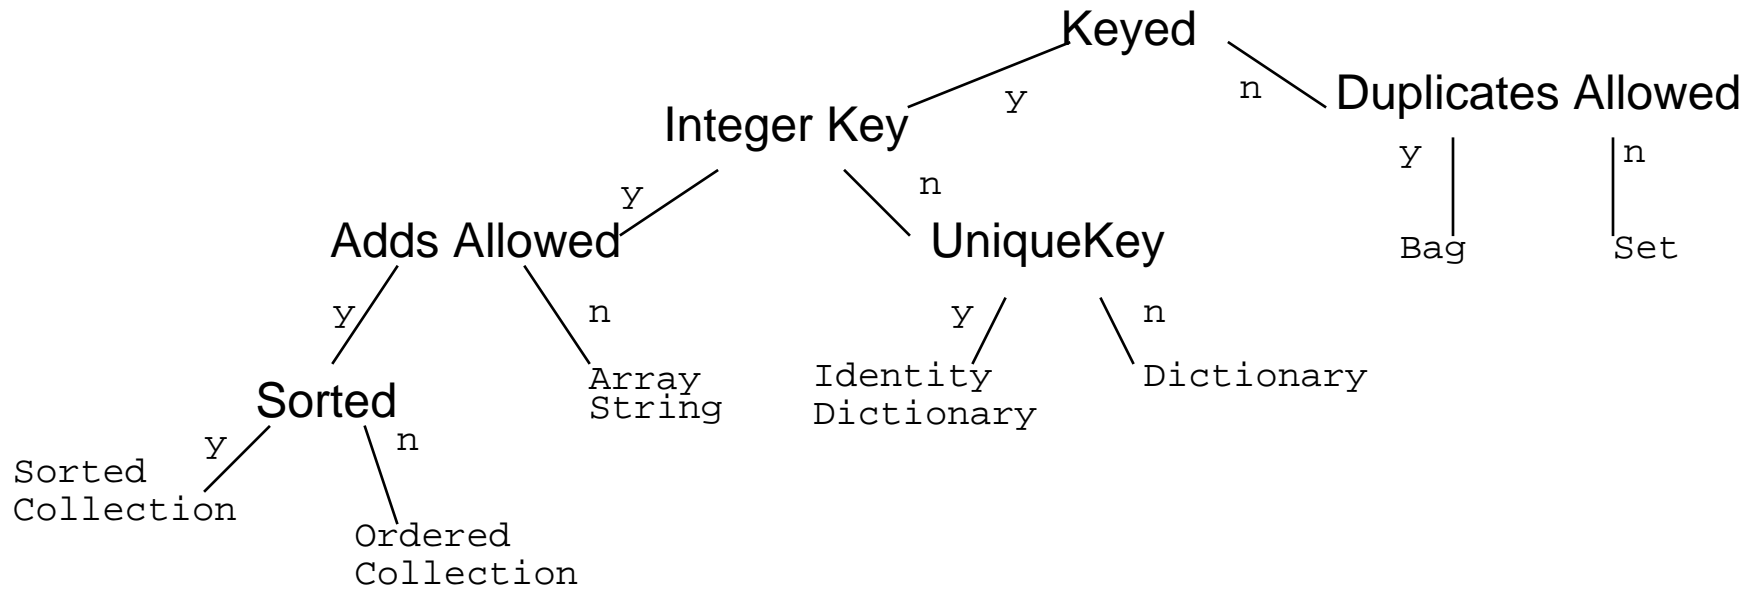 Keyed
y
n
Duplicates Allowed
Integer Key
y
n
y
n
Adds Allowed
UniqueKey
Bag
Set
y
n
y
n
Array
String
Identity
Dictionary
Dictionary
Sorted
y
n
Sorted
Collection
Ordered
Collection